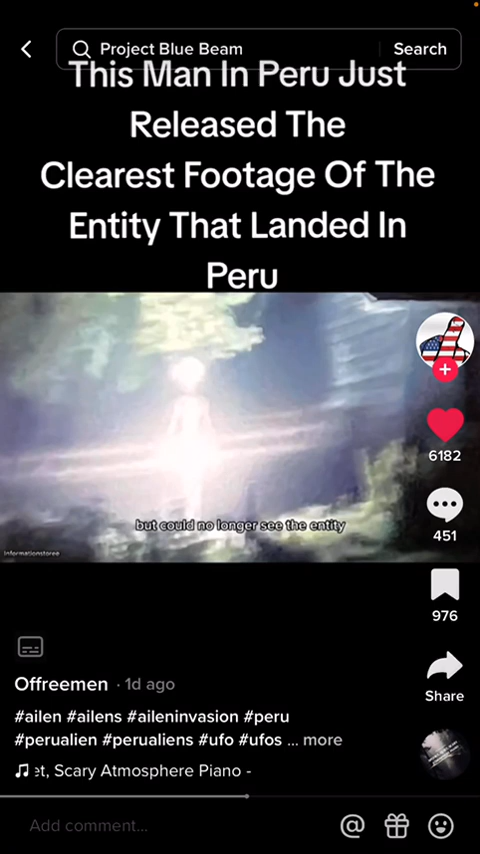 Project Blue Beam
Search
This Man In Peru Just
Released The
Clearest Footage Of The
Entity That Landed In
Peru
6182
but could no longer see the entity
451
Informationstoree
976
Share
Offreemen · 1d ago
#ailen #ailens #aileninvasion #peru
#perualien #perualiens #ufo #ufos ... more
et, Scary Atmosphere Piano -
Add comment...